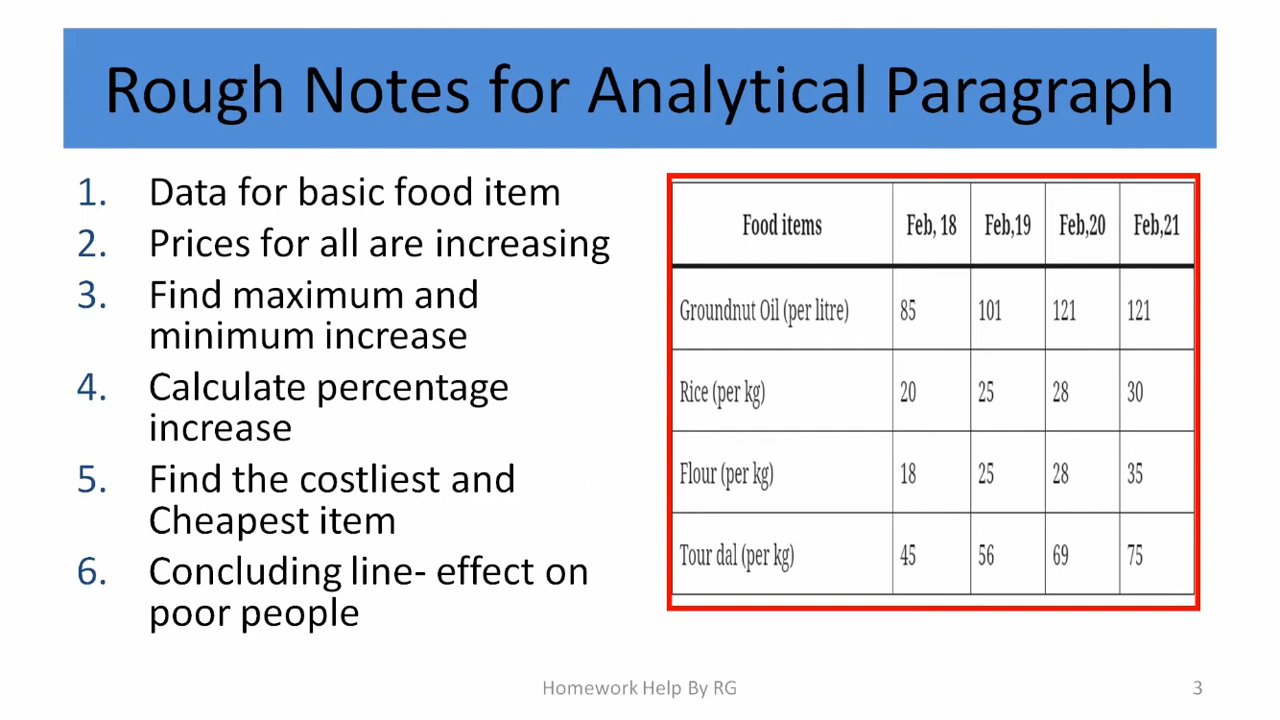 Rough Notes for Analytical Paragraph
1. Data for basic food item
2. Prices for all are increasing
3. Find maximum and
minimum increase
4. Calculate percentage
increase
5. Find the costliest and
Cheapest item
6. Concluding line- effect on
poor people
Food items Feb, 18 Feb,19 Feb,20 Feb,21
Groundnut Oil (per litre) 85 101 121 121
Rice (per kg) 20 25 28 30
Flour (per kg) 18 25 28 35
Tour dal (per kg) 45 56 69 75
Homework Help By RG
3